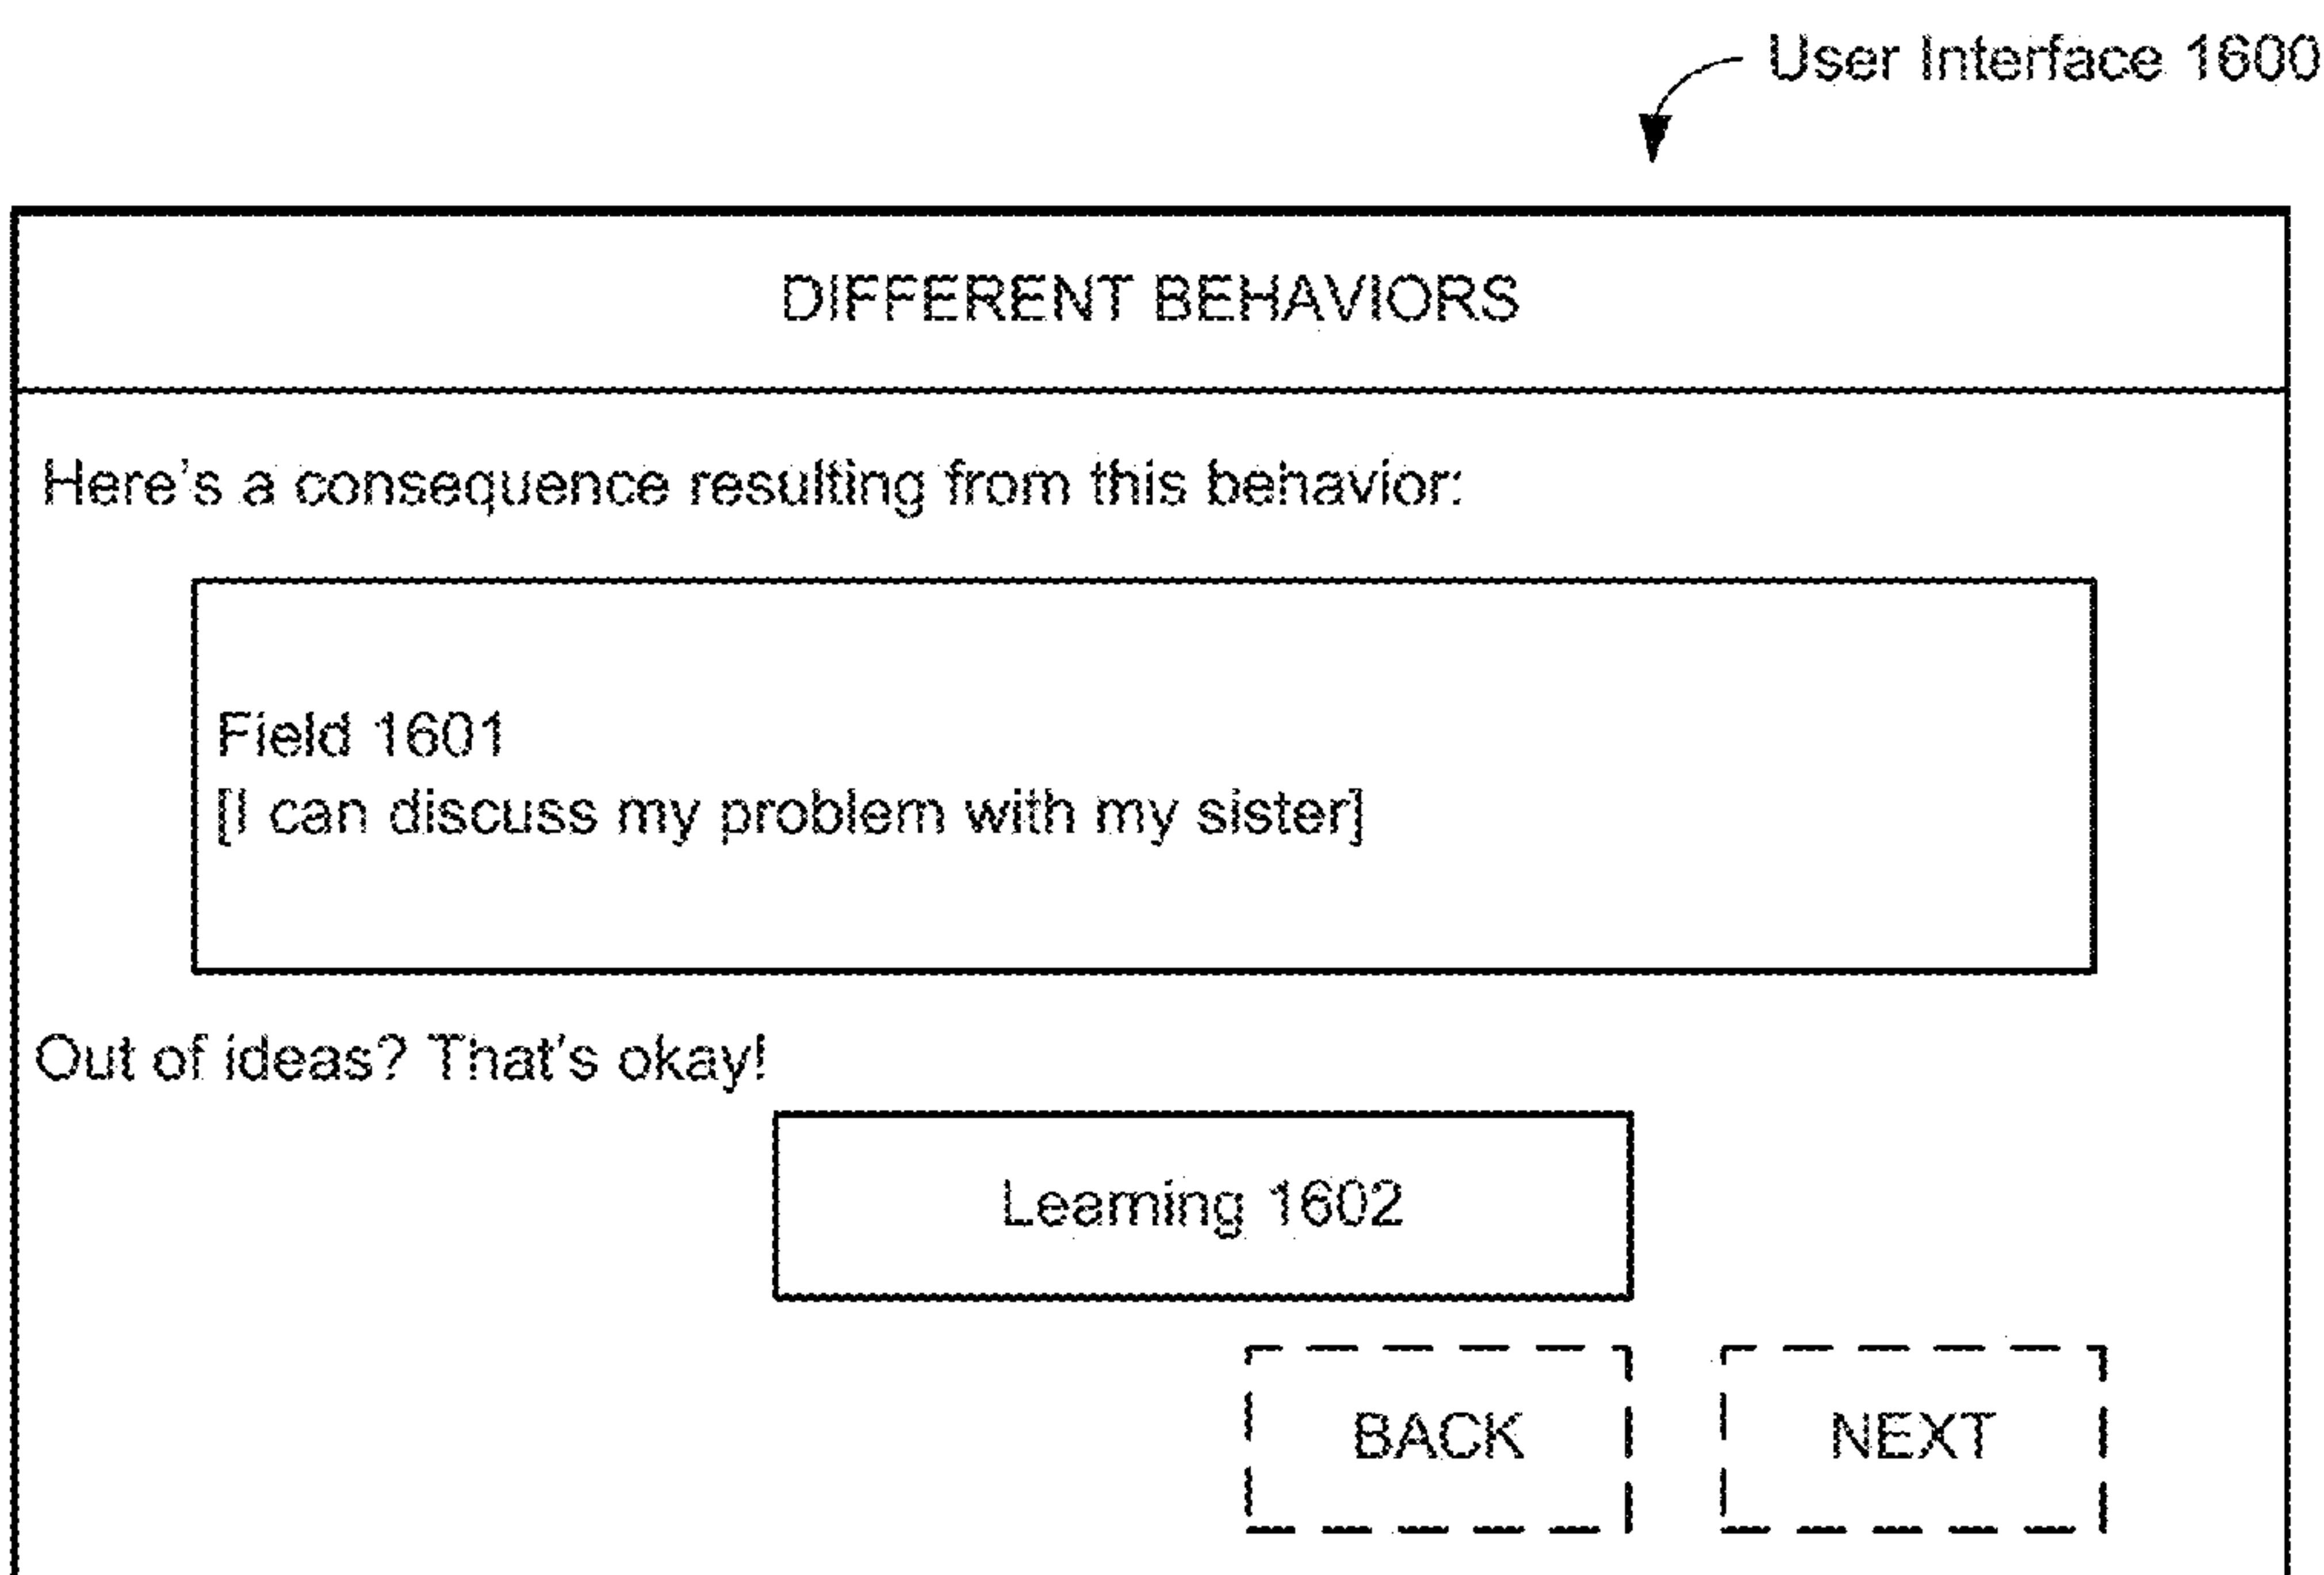 User Interface 1600
DIFFERENT BEHAVIORS
Here's a consequence resulting from this behavior:
Field 1601
[I can discuss my problem with my sister]
Out of ideas? That's okay!
Learning 1602
BACK
NEXT